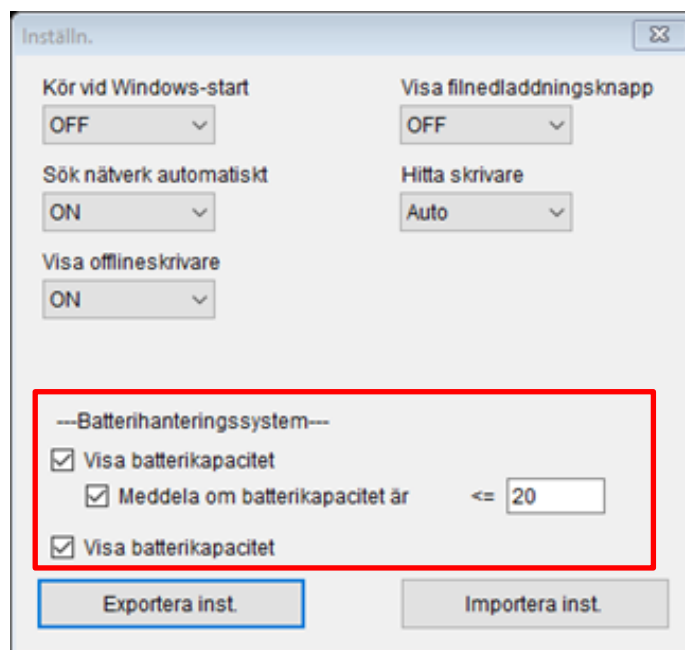 Inställn.
Kör vid Windows-start
Visa filnedladdningsknapp
OFF
OFF
Sök nätverk automatiskt
Hitta skrivare
ON
Auto
Visa offlineskrivare
ON
---Batterihanteringssystem---
Visa batterikapacitet
Meddela om batterikapacitet är <= 20
Visa batterikapacitet
Exportera inst.
Importera inst.